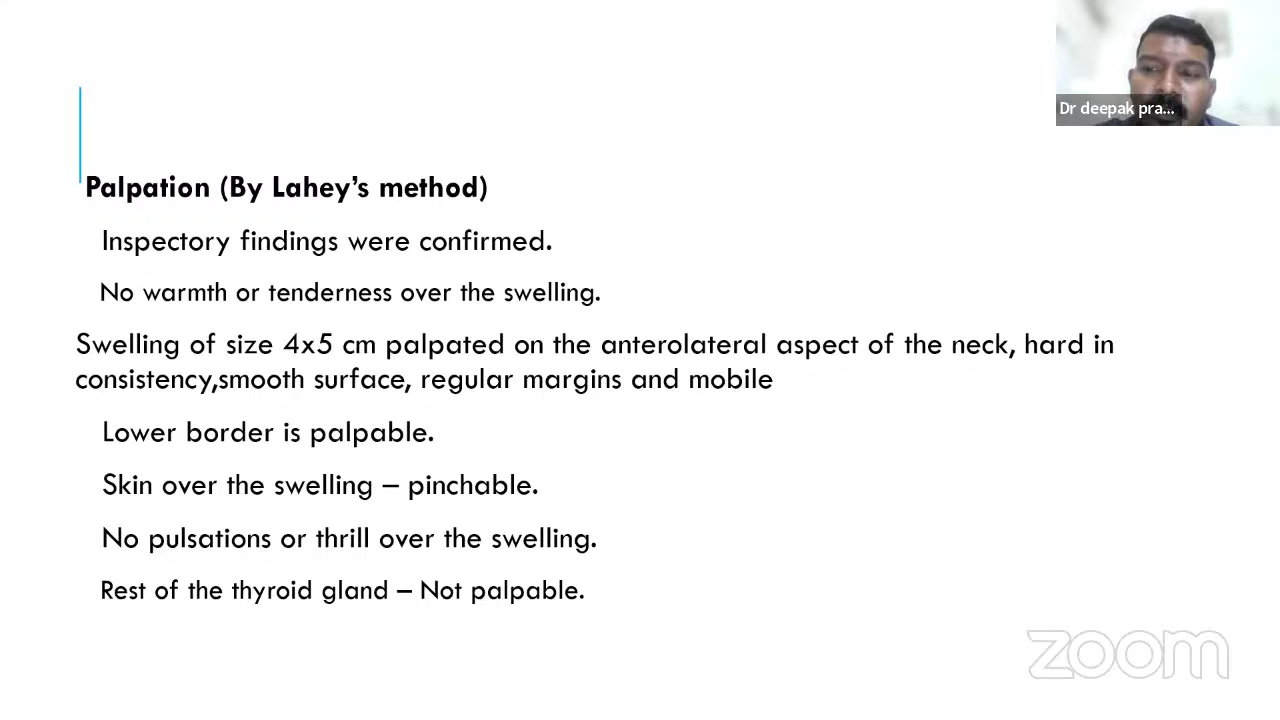 Dr deepak pra...
Palpation (By Lahey's method)
Inspectory findings were confirmed.
No warmth or tenderness over the swelling.
Swelling of size 4x5 cm palpated on the anterolateral aspect of the neck, hard in
consistency,smooth surface, regular margins and mobile
Lower border is palpable.
Skin over the swelling – pinchable.
No pulsations or thrill over the swelling.
Rest of the thyroid gland – Not palpable.
zoom